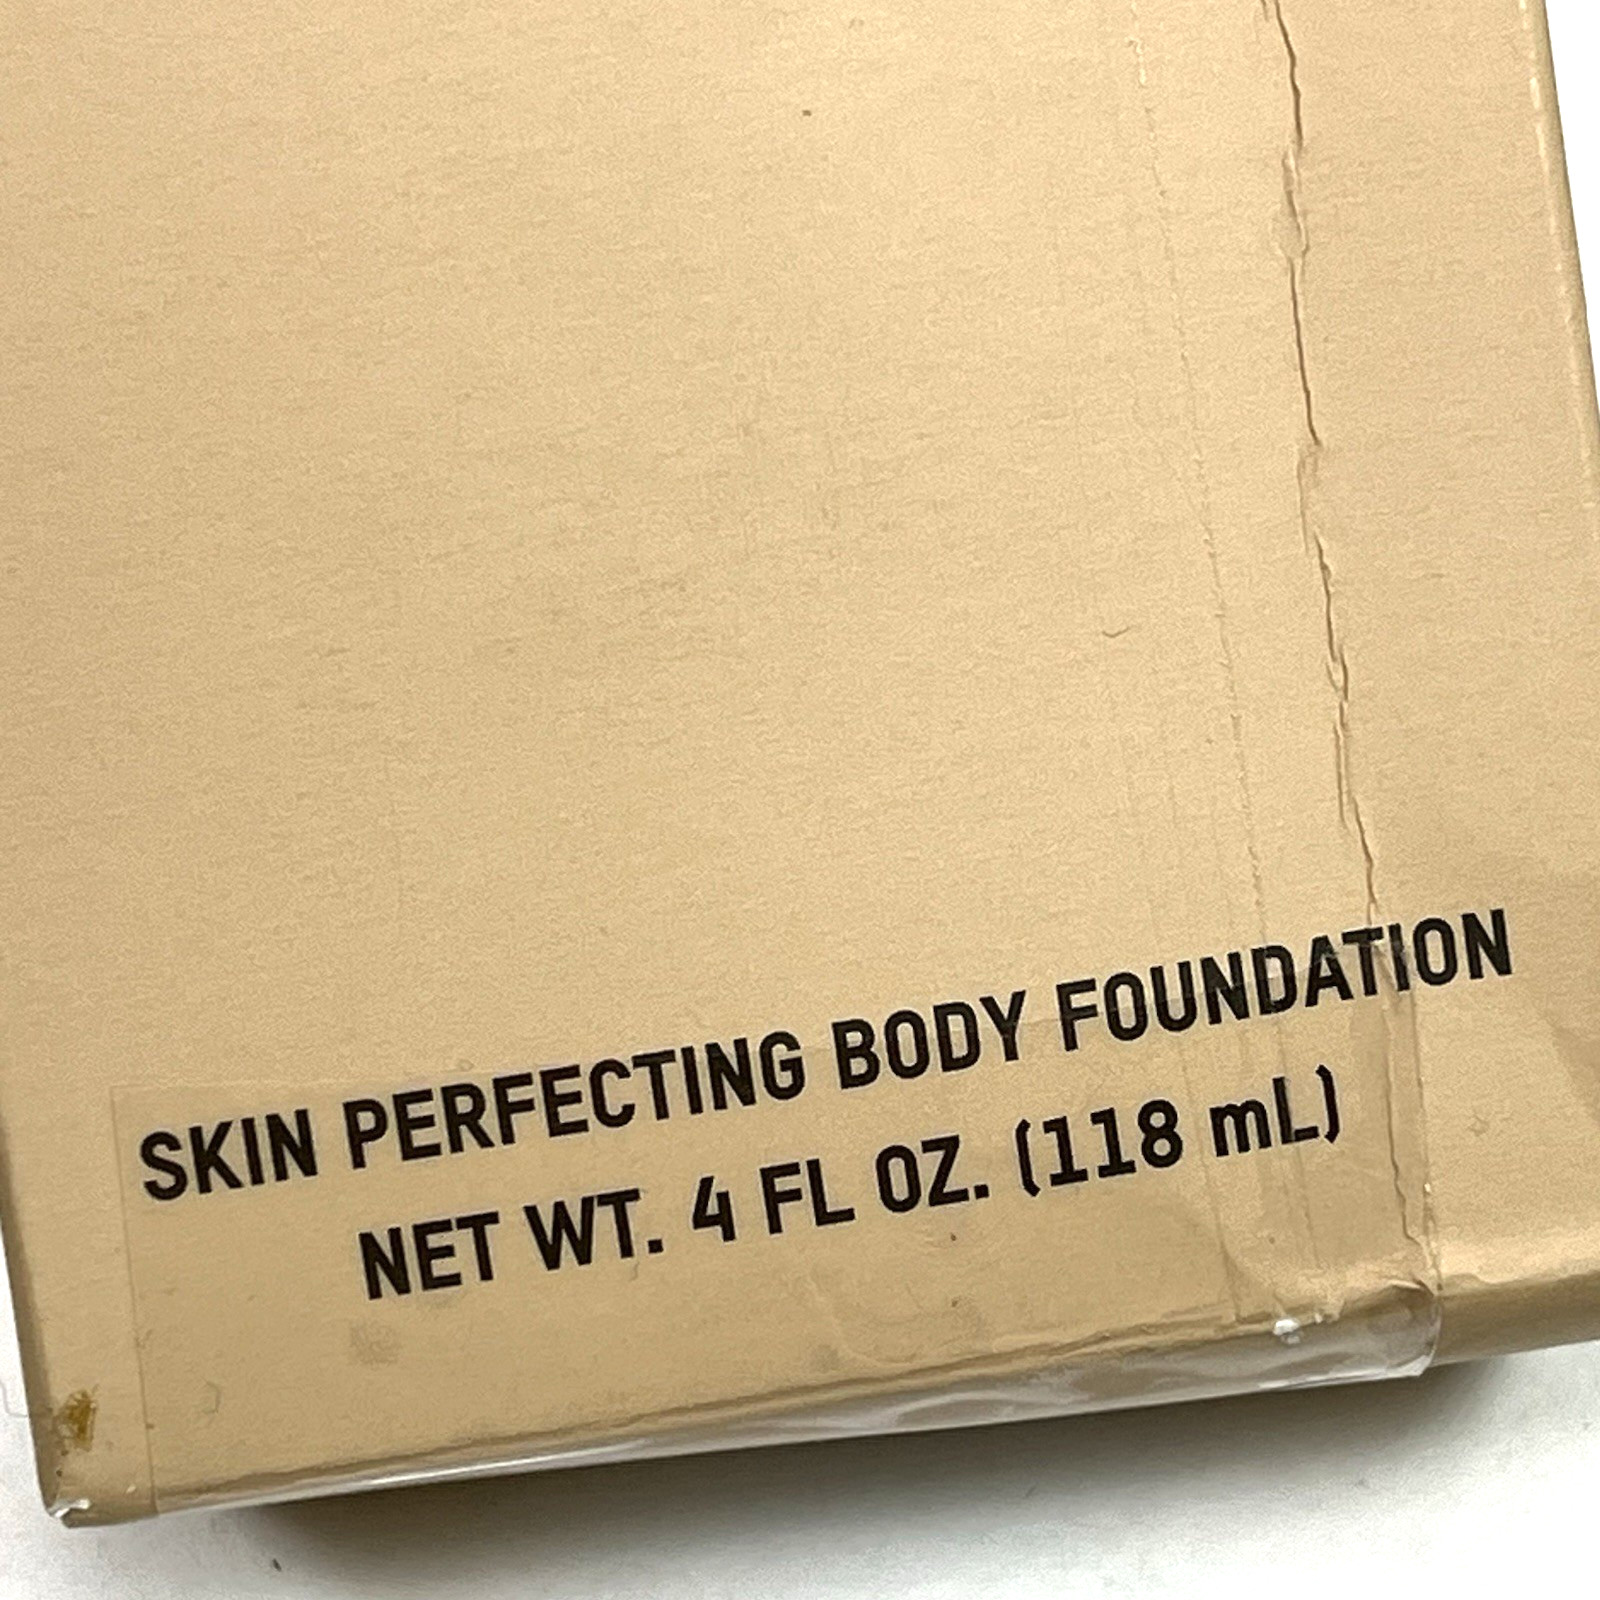 SKIN PERFECTING BODY FOUNDATION
NET WT. 4 FL OZ. (118 mL)